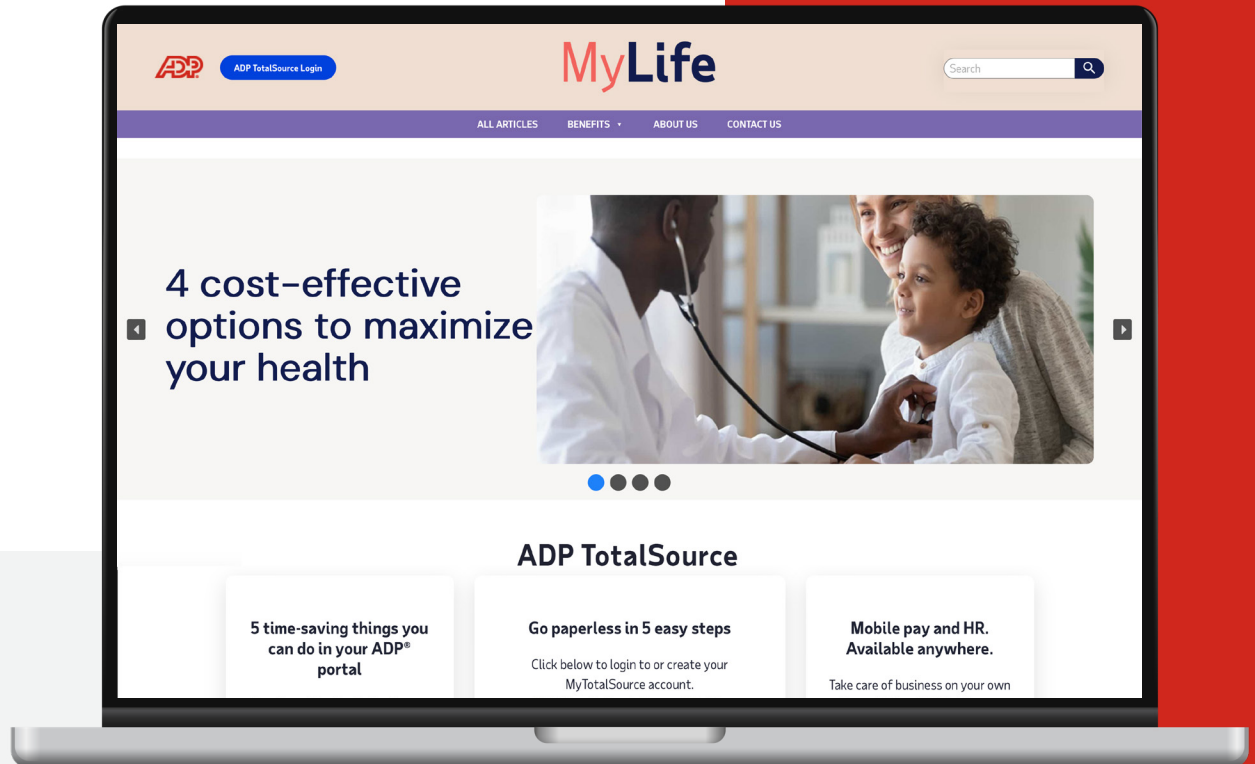 ADP
ADP TotalSource Login
MyLife
Search
ALL ARTICLES
BENEFITS
ABOUT US
CONTACT US
4 cost-effective
options to maximize
your health
ADP TotalSource
5 time-saving things you
can do in your ADP®
portal
Go paperless in 5 easy steps
Click below to login to or create your
MyTotalSource account.
Mobile pay and HR.
Available anywhere.
Take care of business on your own